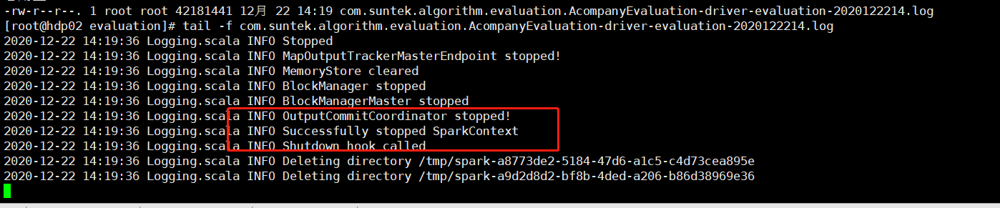 -rw-r--r--. 1 root root 42181441 12月 22 14:19 com.suntek.algorithm.evaluation.AcompanyEvaluation-driver-evaluation-2020122214.log
[root@hdp02 evaluation]# tail -f com.suntek.algorithm.evaluation.AcompanyEvaluation-driver-evaluation-2020122214.log
2020-12-22 14:19:36 Logging.scala INFO Stopped
2020-12-22 14:19:36 Logging.scala INFO MapOutputTrackerMasterEndpoint stopped!
2020-12-22 14:19:36 Logging.scala INFO MemoryStore cleared
2020-12-22 14:19:36 Logging.scala INFO BlockManager stopped
2020-12-22 14:19:36 Logging.scala INFO BlockManagerMaster stopped
2020-12-22 14:19:36 Logging.scala INFO OutputCommitCoordinator stopped!
2020-12-22 14:19:36 Logging.scala INFO Successfully stopped SparkContext
2020-12-22 14:19:36 Logging.scala INFO Shutdown hook called
2020-12-22 14:19:36 Logging.scala INFO Deleting directory /tmp/spark-a8773de2-5184-47d6-a1c5-c4d73cea895e
2020-12-22 14:19:36 Logging.scala INFO Deleting directory /tmp/spark-a9d2d8d2-bf8b-4ded-a206-b86d38969e36